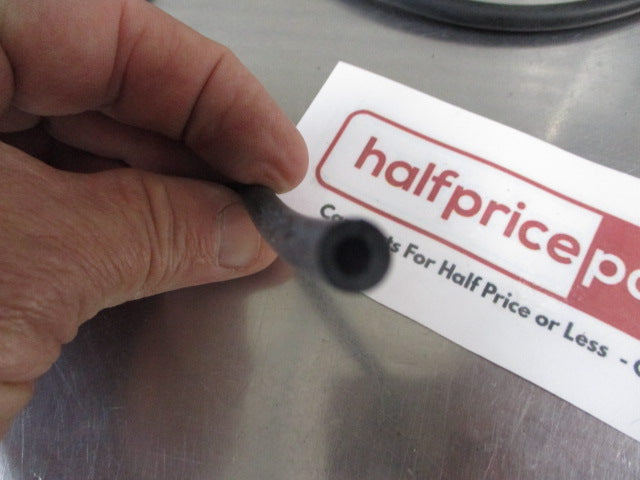 halfprice
For Half Price or Less -